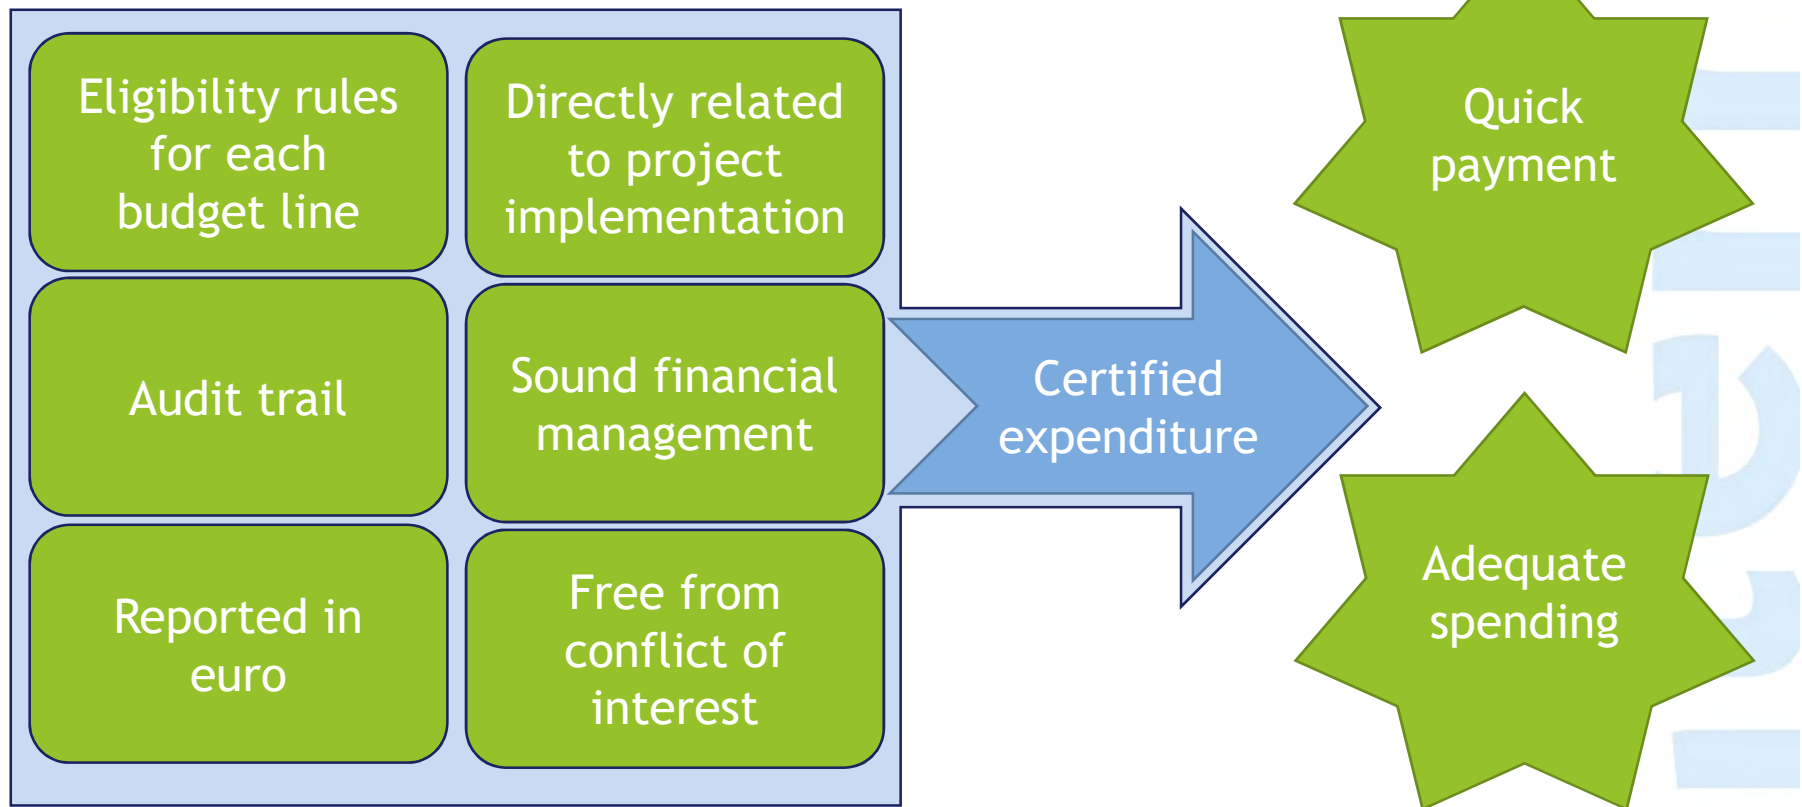 Eligibility rules
for each
budget line
Directly related
to project
implementation
Audit trail
Sound financial
management
Reported in
euro
Free from
conflict of
interest
Certified
expenditure
Quick
payment
Adequate
spending